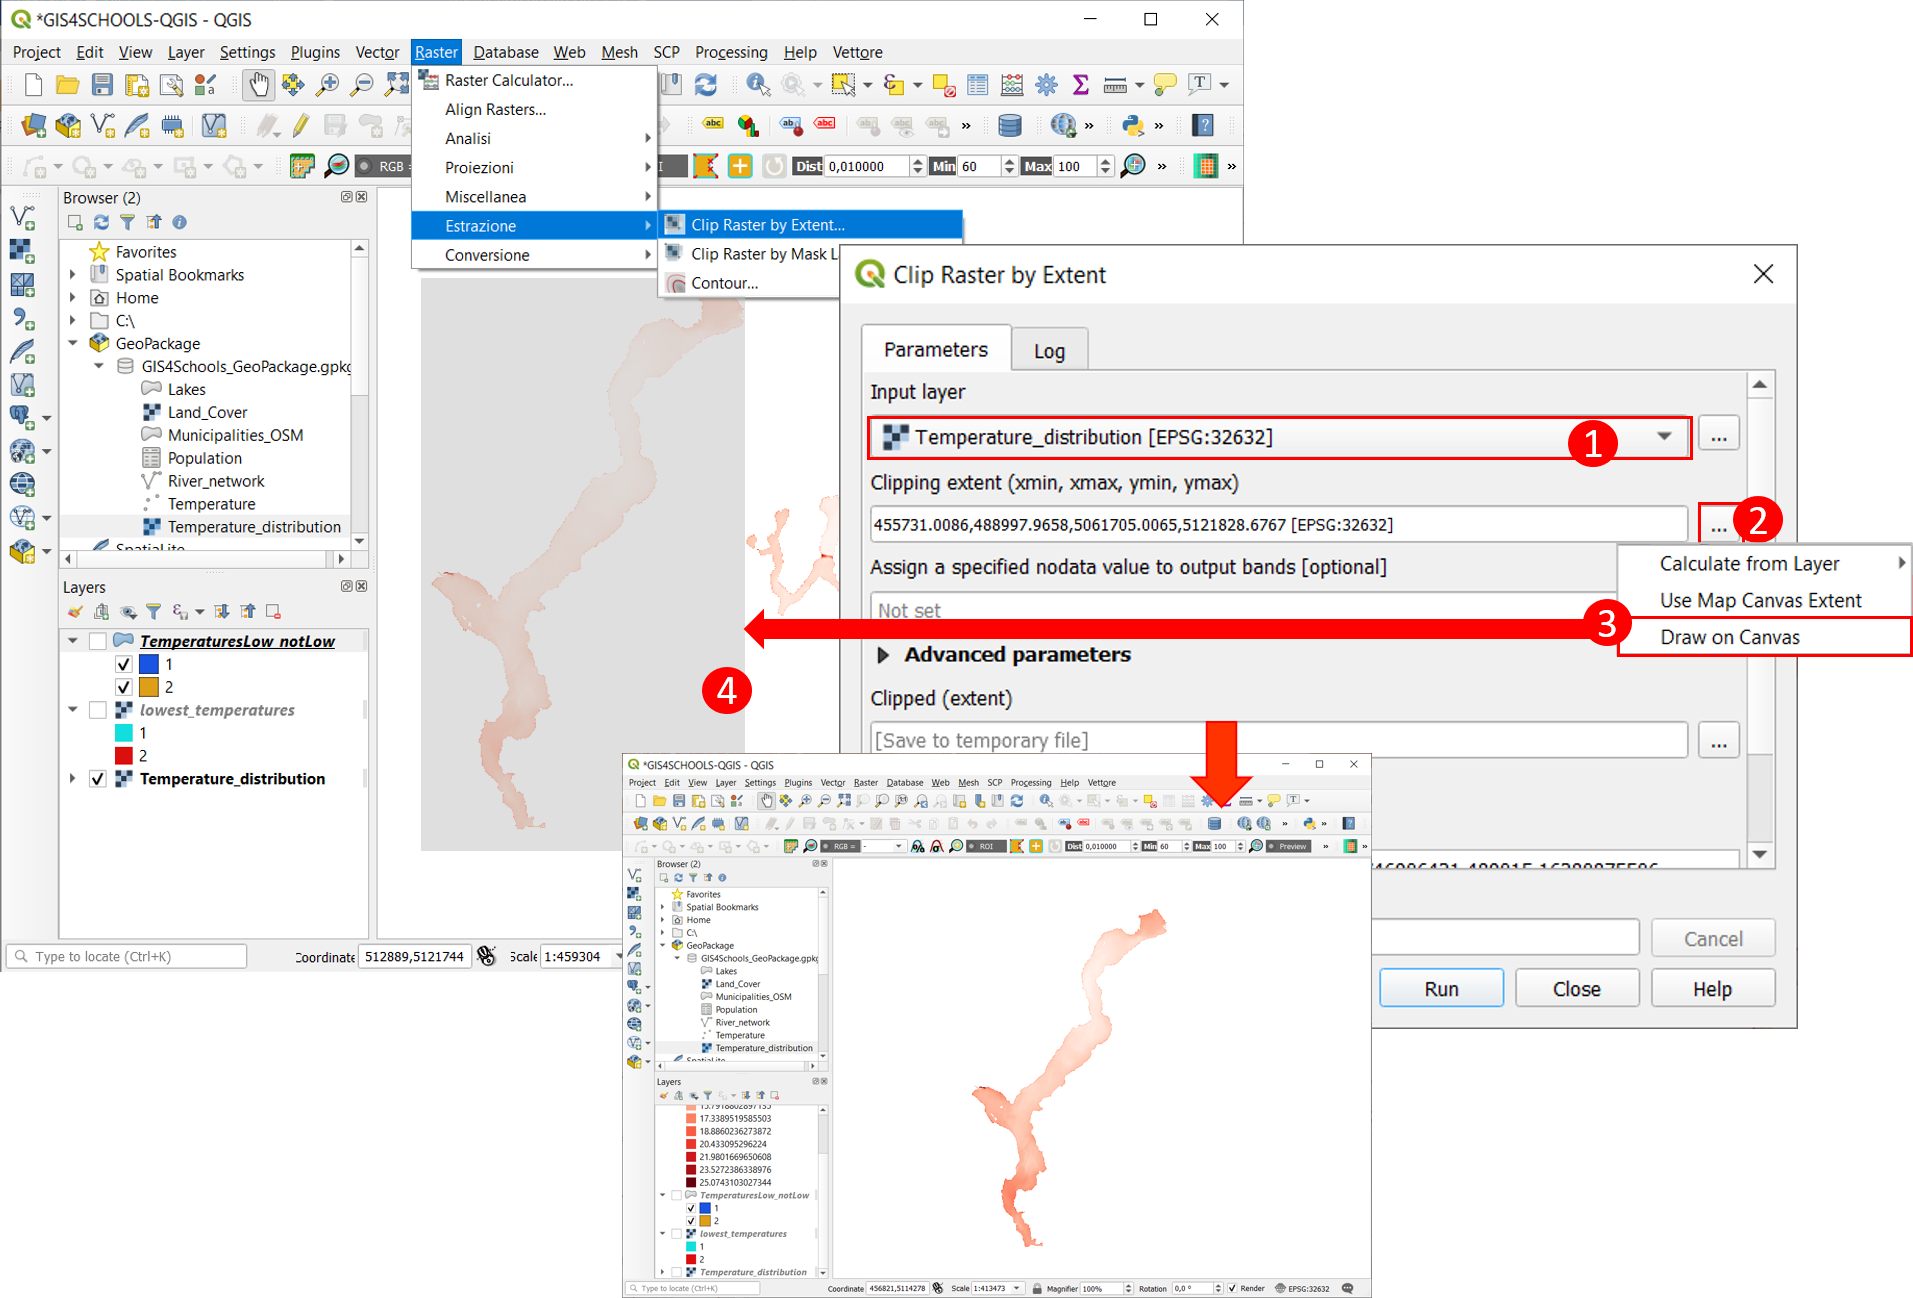 *GIS4SCHOOLS-QGIS - QGIS
Project Edit View Layer Settings Plugins Vector Raster Database Web Mesh SCP Processing Help Vettore
Raster Calculator...
Align Rasters...
Analisi
Proiezioni
Miscellanea
Estrazione
Conversione
Clip Raster by Extent...
Clip Raster by Mask L
Contour...
RGB =
Dist 0,010000 Min 60 Max 100
Browser (2)
Favorites
Spatial Bookmarks
Home
C:\
GeoPackage
GIS4Schools_GeoPackage.gpkg
Lakes
Land_Cover
Municipalities_OSM
Population
River_network
Temperature
Temperature_distribution
SpatiaLite
Layers
TemperaturesLow_notLow
1
2
lowest_temperatures
1
2
Temperature_distribution
Type to locate (Ctrl+K) Coordinate 512889,5121744 Scale 1:459304
Clip Raster by Extent
Parameters Log
Input layer
Temperature_distribution [EPSG:32632] 1 ...
Clipping extent (xmin, xmax, ymin, ymax)
455731.0086,488997.9658,5061705.0065,5121828.6767 [EPSG:32632] ... 2
Assign a specified nodata value to output bands [optional]
Not set
Calculate from Layer
Use Map Canvas Extent
3 Draw on Canvas
4
Advanced parameters
Clipped (extent)
[Save to temporary file] ...
Cancel
Run Close Help
*GIS4SCHOOLS-QGIS - QGIS
Project Edit View Layer Settings Plugins Vector Raster Database Web Mesh SCP Processing Help Vettore
RGB = - ROI Dist 0,010000 Min 60 Max 100 Preview
Browser (2)
Favorites
Spatial Bookmarks
Home
C:\
GeoPackage
GIS4Schools_GeoPackage.gpkg
Lakes
Land_Cover
Municipalities_OSM
Population
River_network
Temperature
Temperature_distribution
SpatiaLite
Layers
17.3389519585503
18.8860236273872
20.433095296224
21.9801669650608
23.5272386338976
25.0743103027344
TemperaturesLow_notLow
1
2
lowest_temperatures
1
2
Temperature_distribution
Type to locate (Ctrl+K) Coordinate 456821,5114278 Scale 1:413473 Magnifier 100% Rotation 0,0 ° Render EPSG:32632